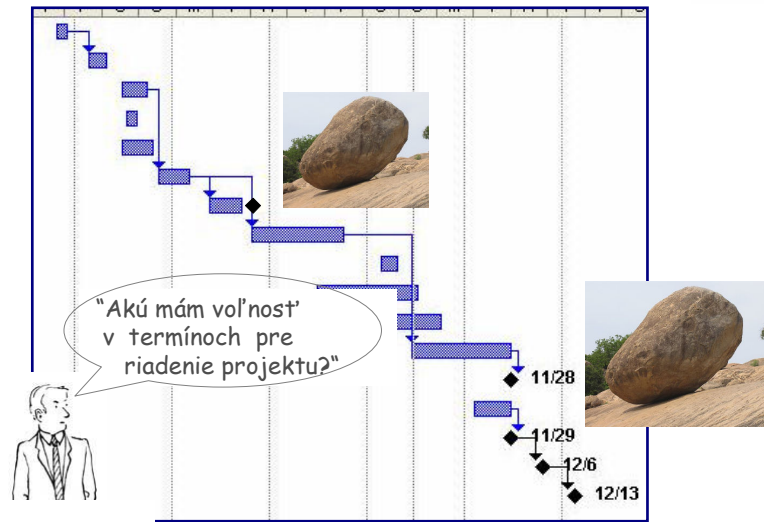 "Akú mám voľnosť
v termínoch pre
riadenie projektu?"
11/28
11/29
12/6
12/13